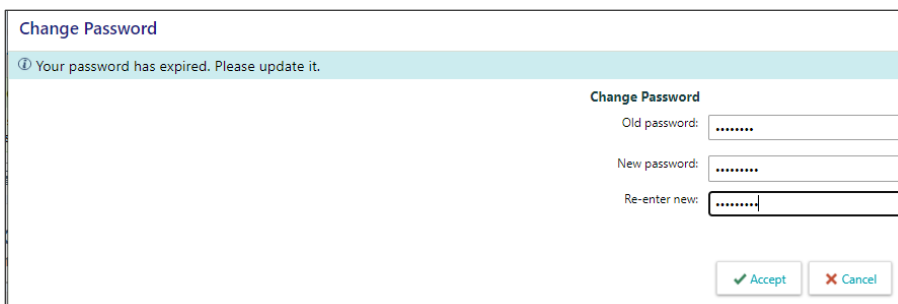 Change Password
Your password has expired. Please update it.
Change Password
Old password: ••••••••
New password: •••••••••
Re-enter new: •••••••••
Accept Cancel